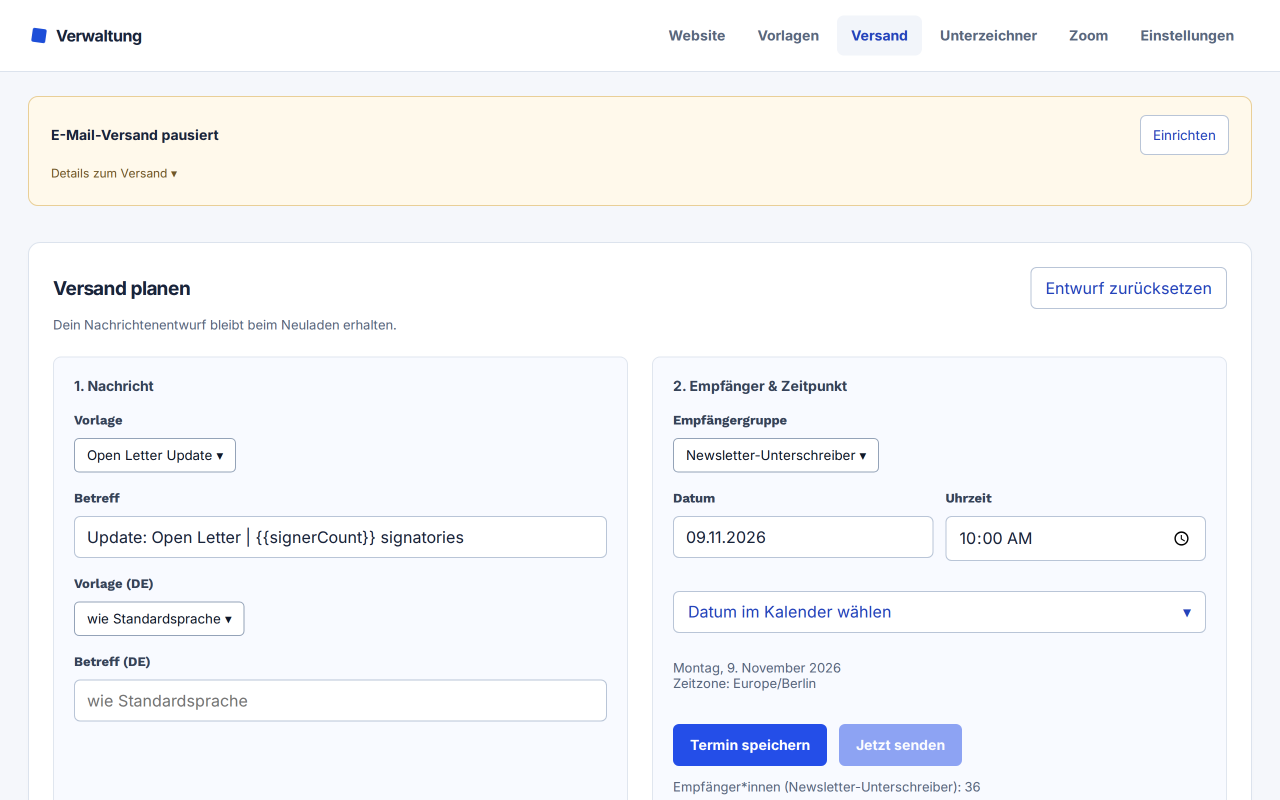 Verwaltung
Website
Vorlagen
Versand
Unterzeichner
Zoom
Einstellungen
E-Mail-Versand pausiert
Einrichten
Details zum Versand ▾
Versand planen
Entwurf zurücksetzen
Dein Nachrichtenentwurf bleibt beim Neuladen erhalten.
1. Nachricht
Vorlage
Open Letter Update ▾
Betreff
Update: Open Letter | {{signerCount}} signatories
Vorlage (DE)
wie Standardsprache ▾
Betreff (DE)
wie Standardsprache
2. Empfänger & Zeitpunkt
Empfängergruppe
Newsletter-Unterschreiber ▾
Datum
Uhrzeit
09.11.2026
10:00 AM
Datum im Kalender wählen ▾
Montag, 9. November 2026
Zeitzone: Europe/Berlin
Termin speichern
Jetzt senden
Empfänger*innen (Newsletter-Unterschreiber): 36